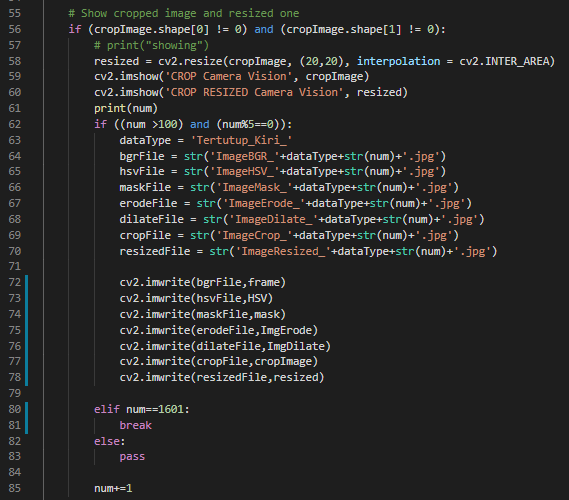 55 # Show cropped image and resized one
56 if (cropImage.shape[0] != 0) and (cropImage.shape[1] != 0):
57 # print("showing")
58 resized = cv2.resize(cropImage, (20,20), interpolation = cv2.INTER_AREA)
59 cv2.imshow('CROP Camera Vision', cropImage)
60 cv2.imshow('CROP RESIZED Camera Vision', resized)
61 print(num)
62 if ((num >100) and (num%5==0)):
63 dataType = 'Tertutup_Kiri_'
64 bgrFile = str('ImageBGR_'+dataType+str(num)+'.jpg')
65 hsvFile = str('ImageHSV_'+dataType+str(num)+'.jpg')
66 maskFile = str('ImageMask_'+dataType+str(num)+'.jpg')
67 erodeFile = str('ImageErode_'+dataType+str(num)+'.jpg')
68 dilateFile = str('ImageDilate_'+dataType+str(num)+'.jpg')
69 cropFile = str('ImageCrop_'+dataType+str(num)+'.jpg')
70 resizedFile = str('ImageResized_'+dataType+str(num)+'.jpg')
71
72 cv2.imwrite(bgrFile,frame)
73 cv2.imwrite(hsvFile,HSV)
74 cv2.imwrite(maskFile,mask)
75 cv2.imwrite(erodeFile,ImgErode)
76 cv2.imwrite(dilateFile,ImgDilate)
77 cv2.imwrite(cropFile,cropImage)
78 cv2.imwrite(resizedFile,resized)
79
80 elif num==1601:
81 break
82 else:
83 pass
84
85 num+=1